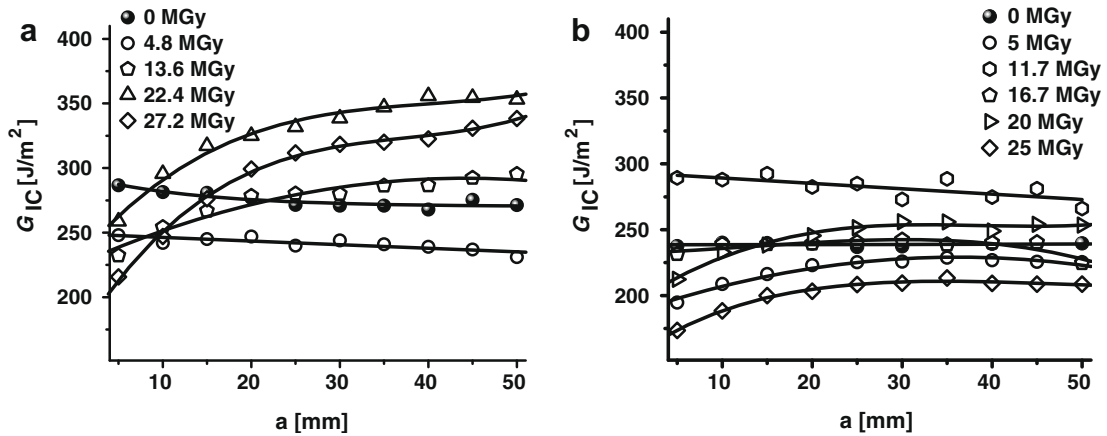 a
0 MGy
4.8 MGy
13.6 MGy
22.4 MGy
27.2 MGy
400
350
300
250
200
G IC [J/m²]
10 20 30 40 50
a [mm]
b
0 MGy
5 MGy
11.7 MGy
16.7 MGy
20 MGy
25 MGy
400
350
300
250
200
G IC [J/m²]
10 20 30 40 50
a [mm]